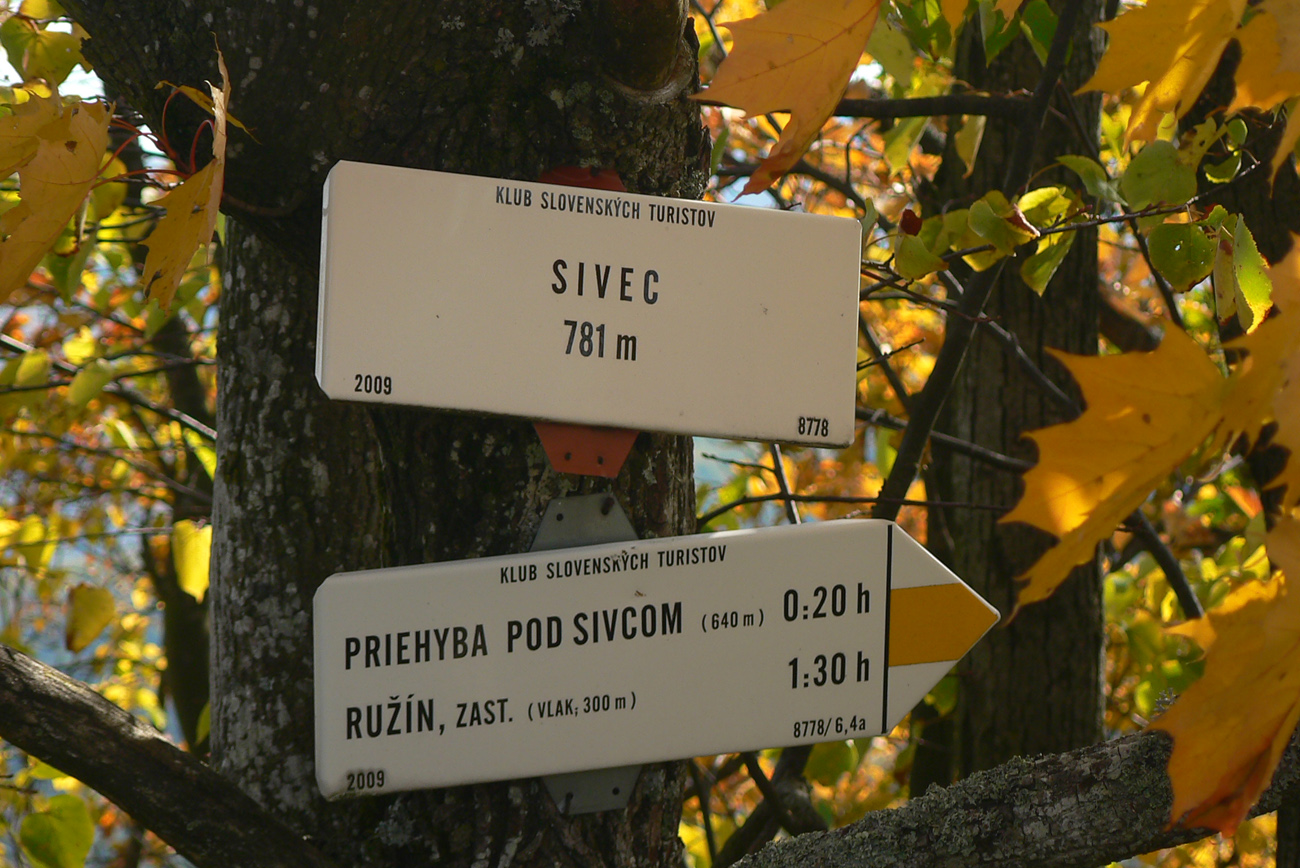 KLUB SLOVENSKÝCH TURISTOV
SIVEC
781 m
2009
8778
KLUB SLOVENSKÝCH TURISTOV
PRIEHYBA POD SIVCOM (640 m) 0:20 h
RUŽÍN, ZAST. (VLAK; 300 m) 1:30 h
8778/6,4a
2009